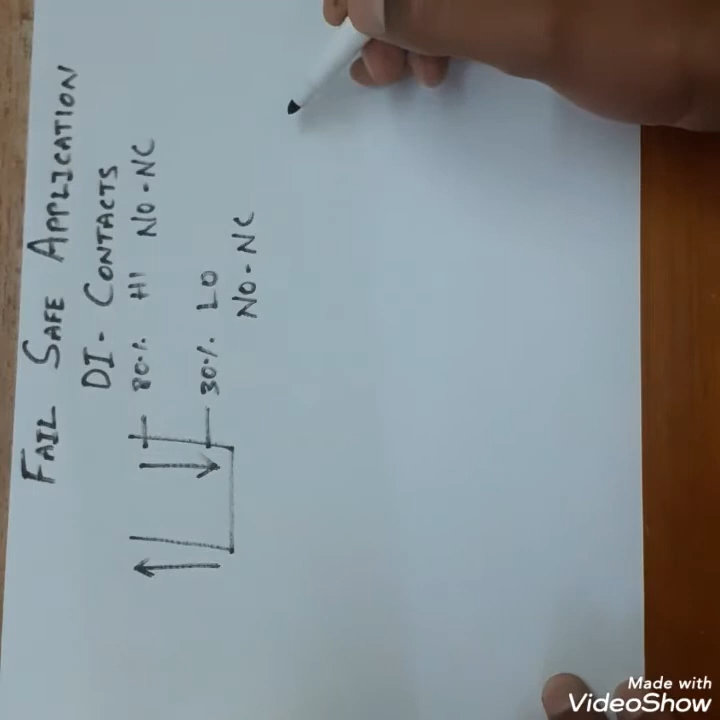 FAIL SAFE APPLICATION
DI - CONTACTS
80% HI NO - NC
30% LO
NO - NC
Made with
VideoShow